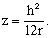 z = h²/12r.